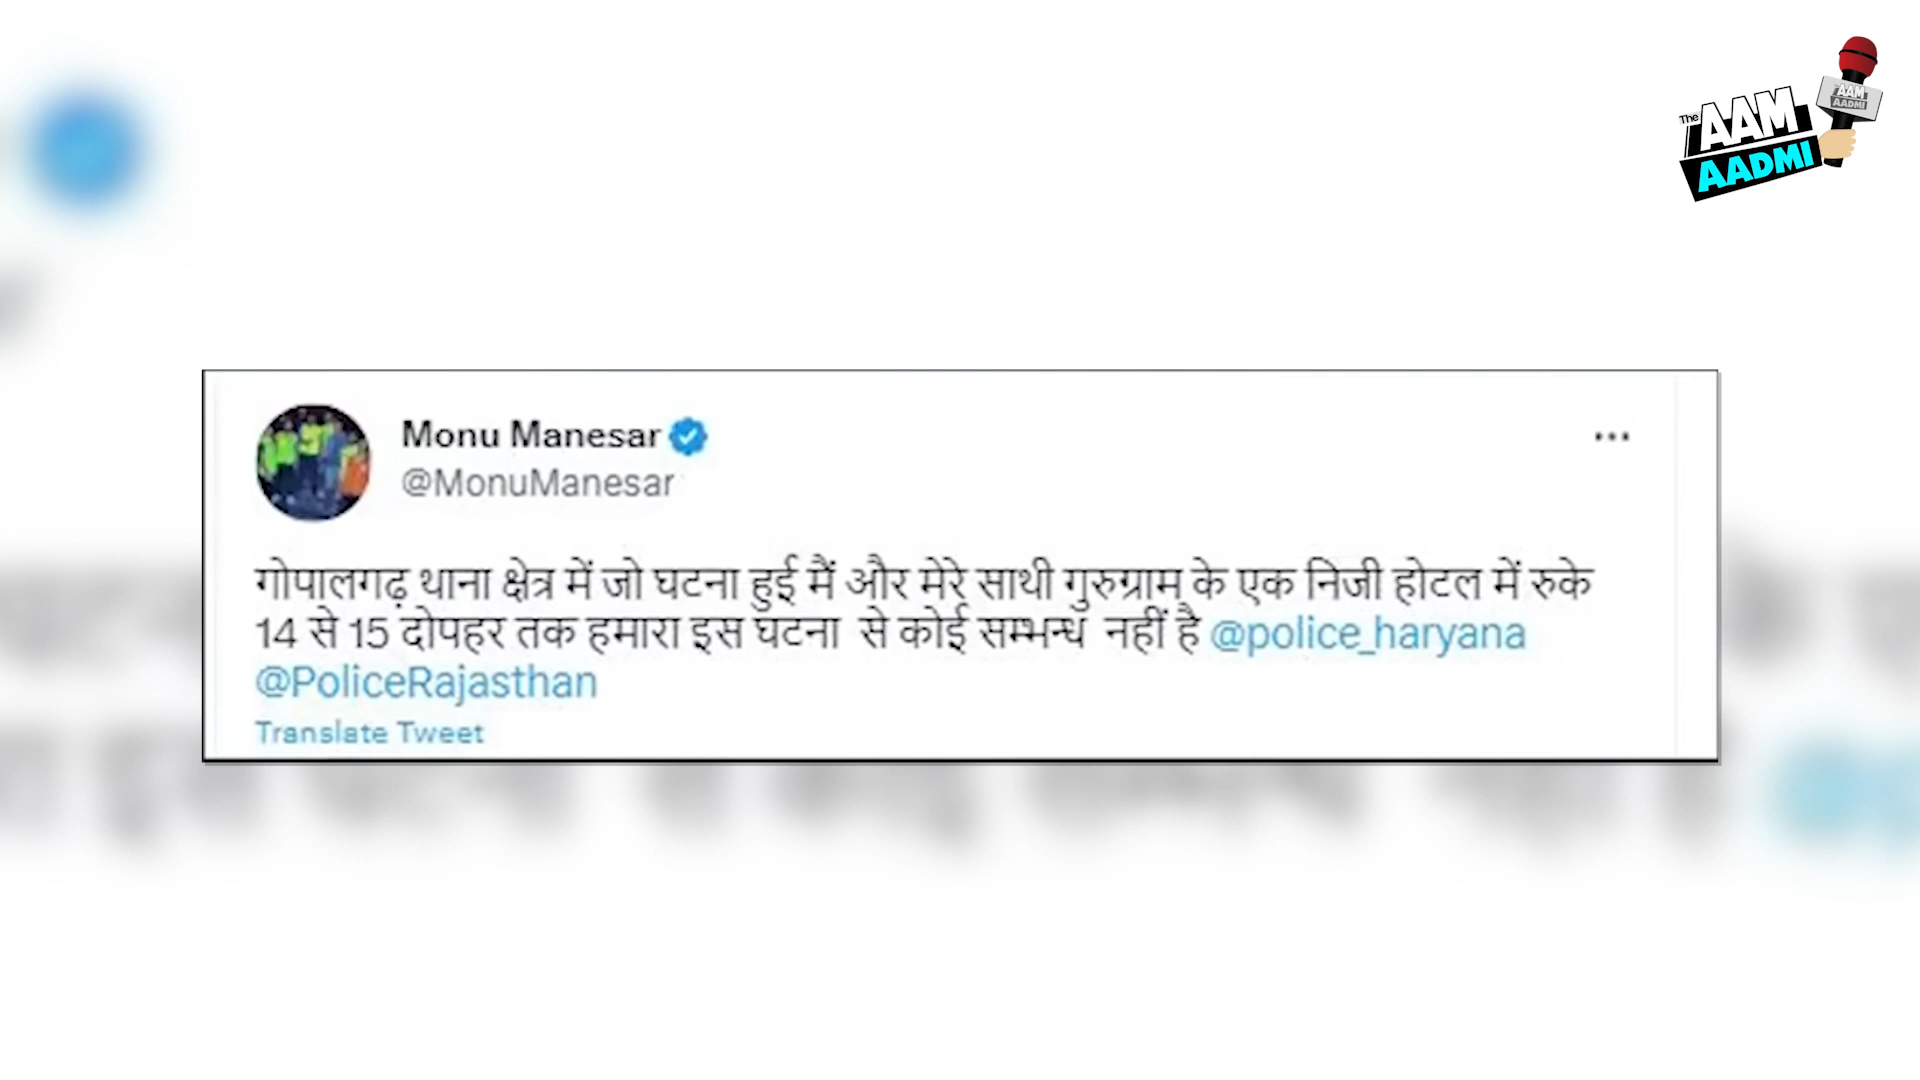 The
AAM
AADMI
AAM
AADMI
Monu Manesar
@MonuManesar
गोपालगढ़ थाना क्षेत्र में जो घटना हुई मैं और मेरे साथी गुरुग्राम के एक निजी होटल में रुके
14 से 15 दोपहर तक हमारा इस घटना से कोई सम्भन्ध नहीं है @police_haryana
@PoliceRajasthan
Translate Tweet